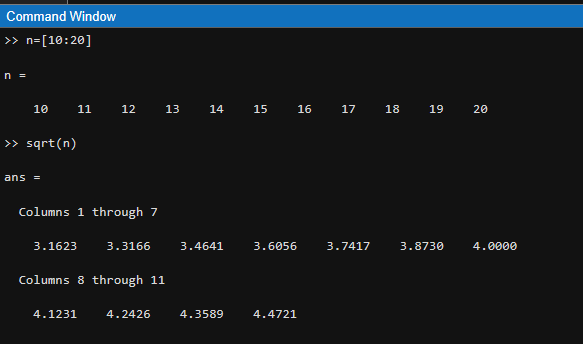 Command Window
>> n=[10:20]
n =
10 11 12 13 14 15 16 17 18 19 20
>> sqrt(n)
ans =
Columns 1 through 7
3.1623 3.3166 3.4641 3.6056 3.7417 3.8730 4.0000
Columns 8 through 11
4.1231 4.2426 4.3589 4.4721